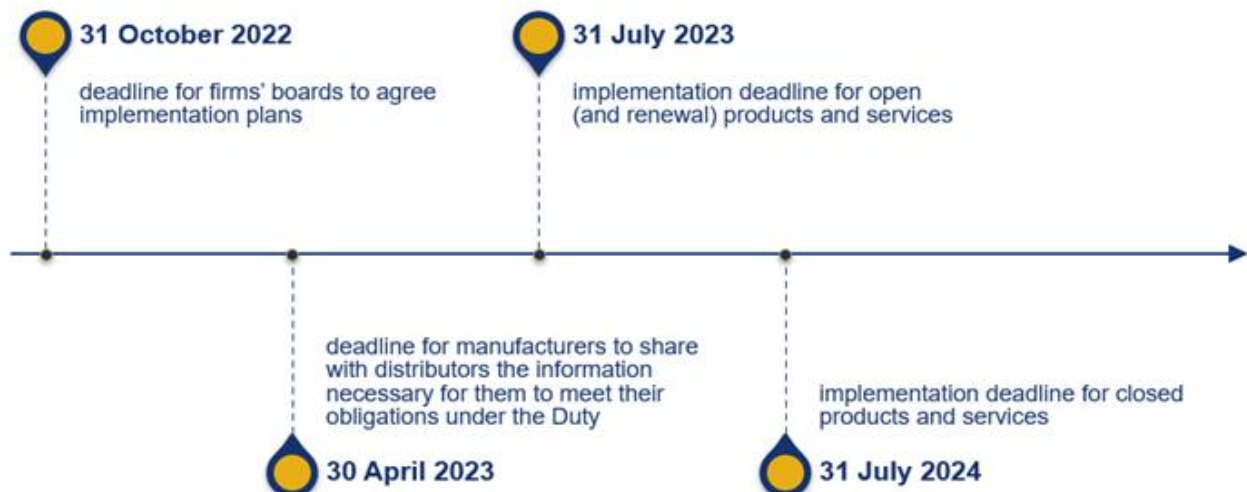 31 October 2022
deadline for firms' boards to agree
implementation plans
31 July 2023
implementation deadline for open
(and renewal) products and services
deadline for manufacturers to share
with distributors the information
necessary for them to meet their
obligations under the Duty
30 April 2023
implementation deadline for closed
products and services
31 July 2024